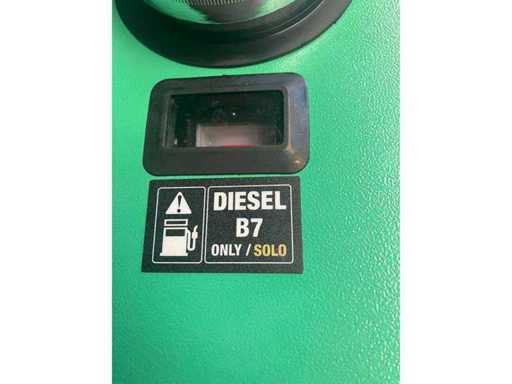 DIESEL
B7
ONLY / SOLO